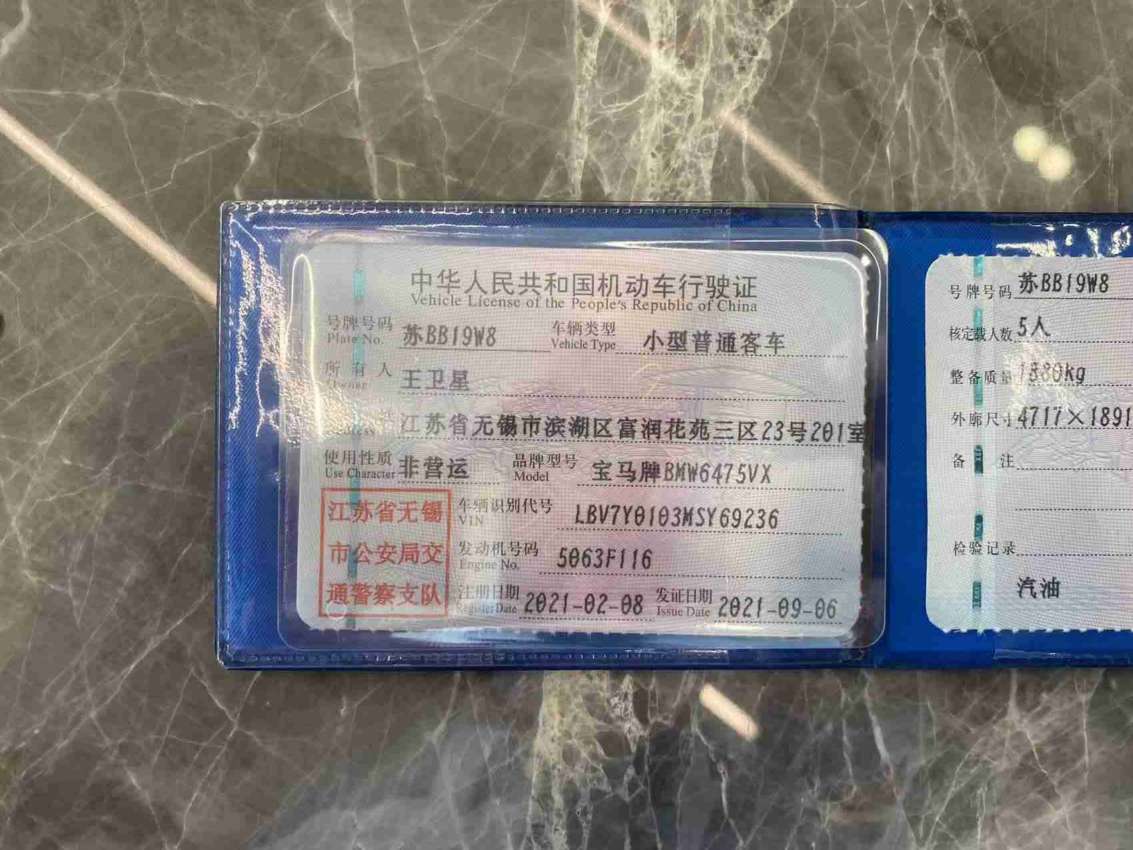 中华人民共和国机动车行驶证
Vehicle License of the People's Republic of China
号牌号码 苏BB19W8 车辆类型 小型普通客车
Plate No. Vehicle Type
所有人 王卫星
Owner
江苏省无锡市滨湖区富润花苑三区23号201室
使用性质 非营运 品牌型号 宝马牌BMW6475VX
Use Character Model
江苏省无锡
市公安局交
通警察支队
车辆识别代号 LBV7Y0103MSY69236
VIN
发动机号码 5063F116
Engine No.
注册日期 2021-02-08 发证日期 2021-09-06
Register Date Issue Date
号牌号码 苏BB19W8
核定载人数 5人
整备质量 1880kg
外廓尺寸 4717×1891
备注
检验记录
汽油